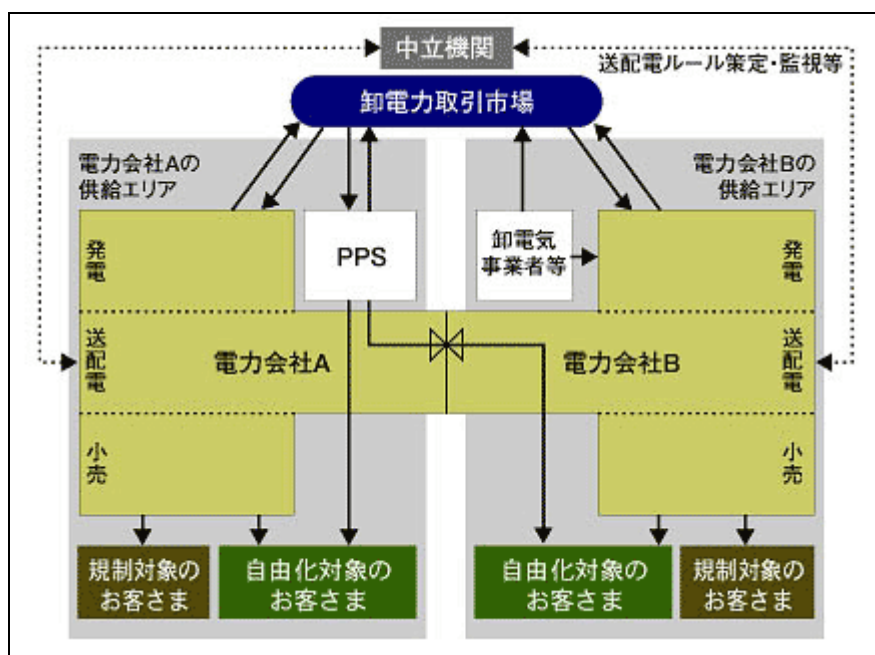 中立機関
送配電ルール策定・監視等
卸電力取引市場
電力会社Aの
供給エリア
電力会社Bの
供給エリア
発電
PPS
卸電気
事業者等
発電
送配電
電力会社A
電力会社B
送配電
小売
小売
規制対象の
お客さま
自由化対象の
お客さま
自由化対象の
お客さま
規制対象の
お客さま